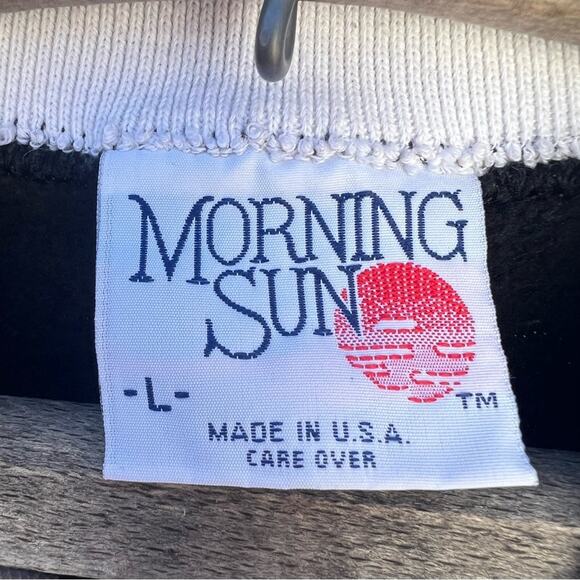 MORNING
SUN
-L-
TM
MADE IN U.S.A.
CARE OVER